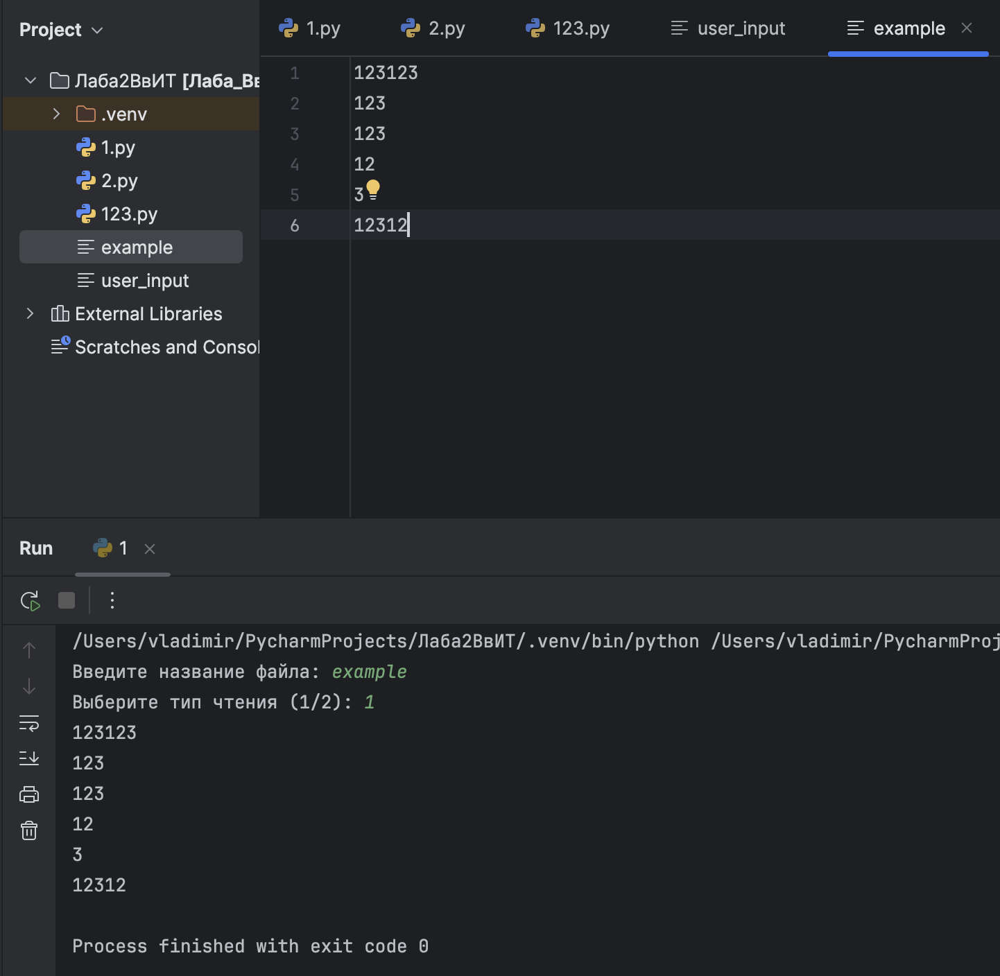 Project
1.py
2.py
123.py
user_input
example
Лаба2ВвИТ [Лаба_Вв
.venv
1.py
2.py
123.py
example
user_input
External Libraries
Scratches and Consol
1 123123
2 123
3 123
4 12
5 3
6 12312
Run
1
/Users/vladimir/PycharmProjects/Лаба2ВвИТ/.venv/bin/python /Users/vladimir/PycharmProj
Введите название файла: example
Выберите тип чтения (1/2): 1
123123
123
123
12
3
12312
Process finished with exit code 0